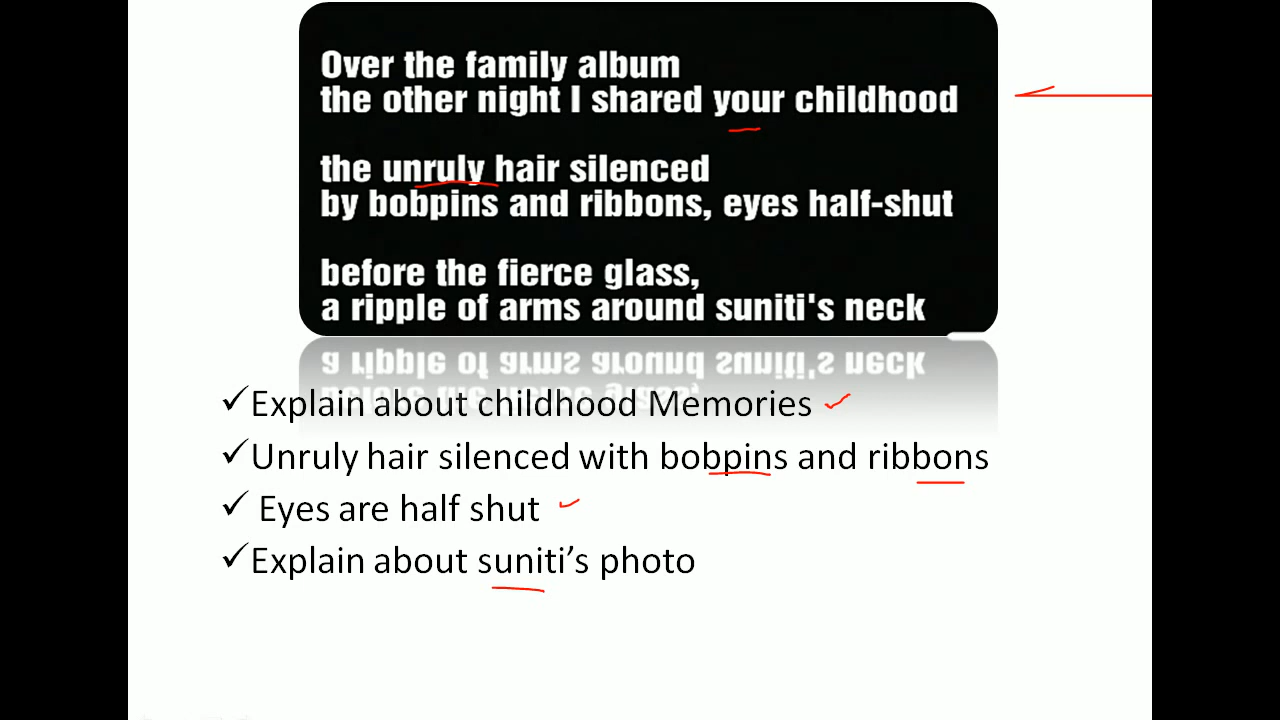 Over the family album
the other night I shared your childhood
the unruly hair silenced
by bobpins and ribbons, eyes half-shut
before the fierce glass,
a ripple of arms around suniti's neck
✓Explain about childhood Memories
✓Unruly hair silenced with bobpins and ribbons
✓ Eyes are half shut
✓Explain about suniti’s photo